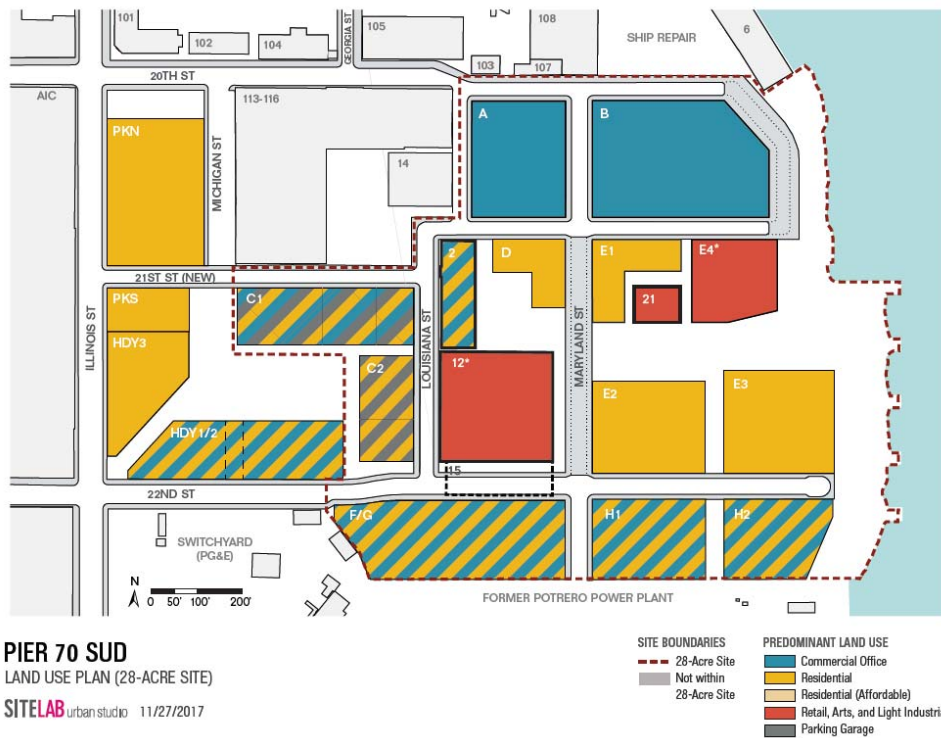 101
102
104
GEORGIA ST
105
103
108
107
SHIP REPAIR
6
20TH ST
AIC
PKN
MICHIGAN ST
113-116
14
A
B
21ST ST (NEW)
2
D
E1
E4*
21
PKS
C1
ILLINOIS ST
HDY3
LOUISIANA ST
MARYLAND ST
C2
12*
E2
E3
HDY1/2
15
22ND ST
F/G
H1
H2
SWITCHYARD
(PG&E)
N
0 50' 100' 200'
FORMER POTRERO POWER PLANT
PIER 70 SUD
LAND USE PLAN (28-ACRE SITE)
SITELAB urban studio 11/27/2017
SITE BOUNDARIES
28-Acre Site
Not within
28-Acre Site
PREDOMINANT LAND USE
Commercial Office
Residential
Residential (Affordable)
Retail, Arts, and Light Industria
Parking Garage